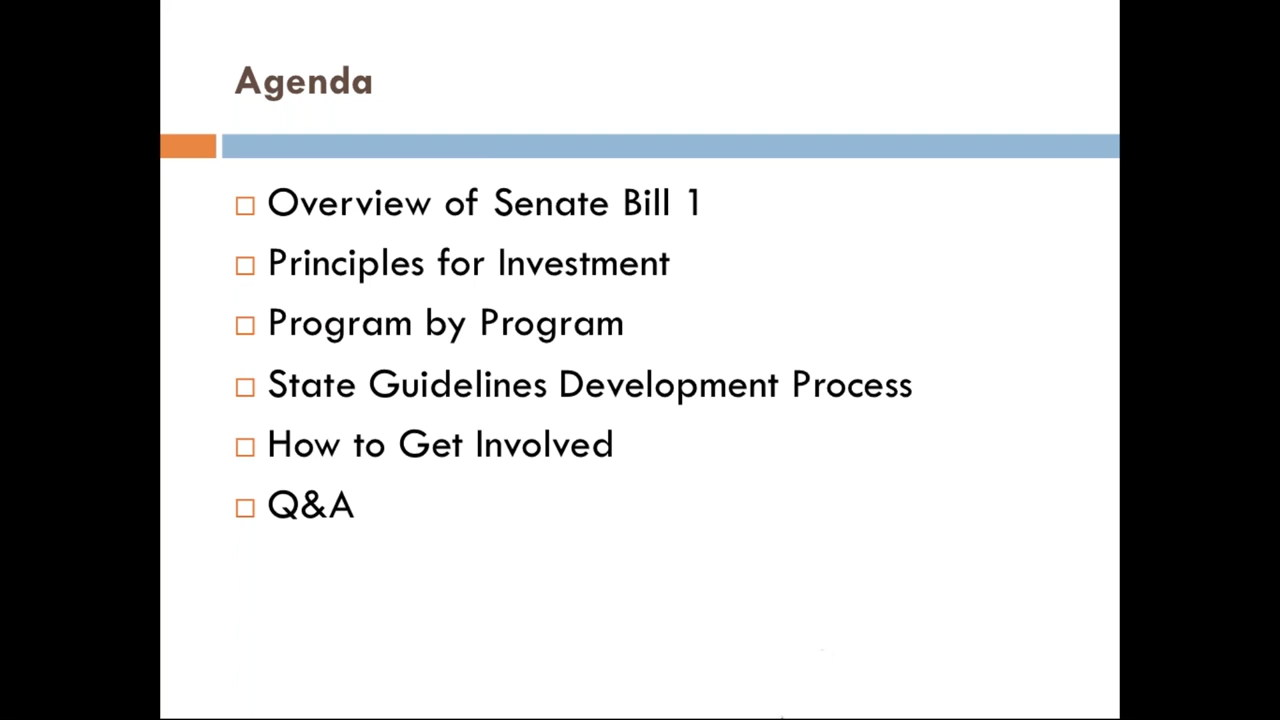 Agenda
Overview of Senate Bill 1
Principles for Investment
Program by Program
State Guidelines Development Process
How to Get Involved
Q&A